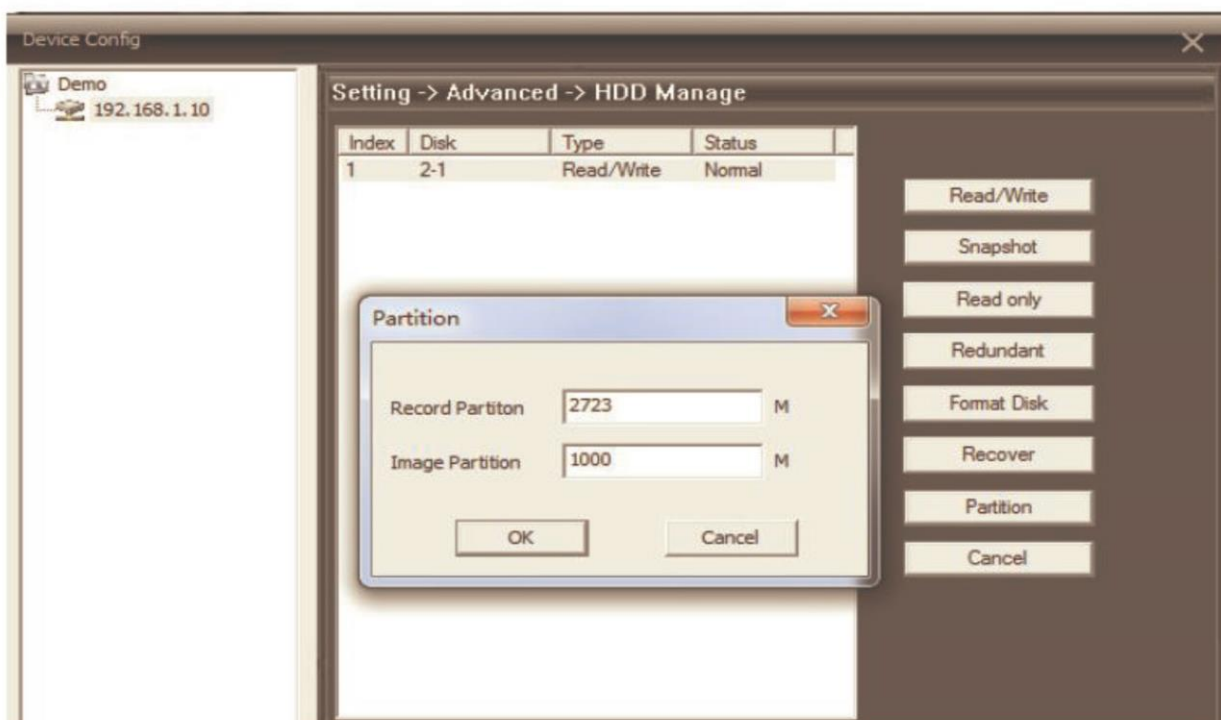 Device Config
Demo
192.168.1.10
Setting -> Advanced -> HDD Manage
Index Disk Type Status
1 2-1 Read/Write Normal
Read/Write
Snapshot
Read only
Redundant
Format Disk
Recover
Partition
Cancel
Partition
Record Partiton 2723 M
Image Partition 1000 M
OK Cancel